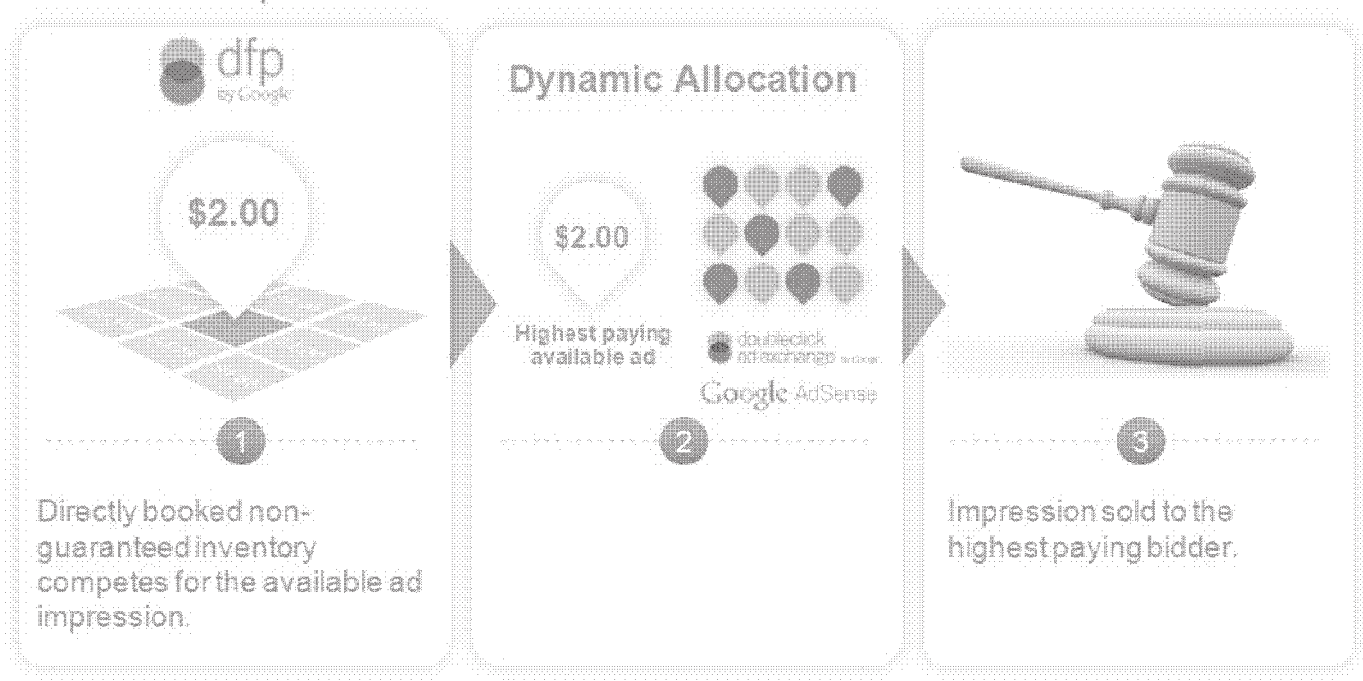 dfp
by Google
$2.00
1
Directly booked non-
guaranteed inventory
competes for the available ad
impression.
Dynamic Allocation
$2.00
Highest paying
available ad
doubleclick
ad exchange by Google
Google AdSense
2
3
Impression sold to the
highest paying bidder.